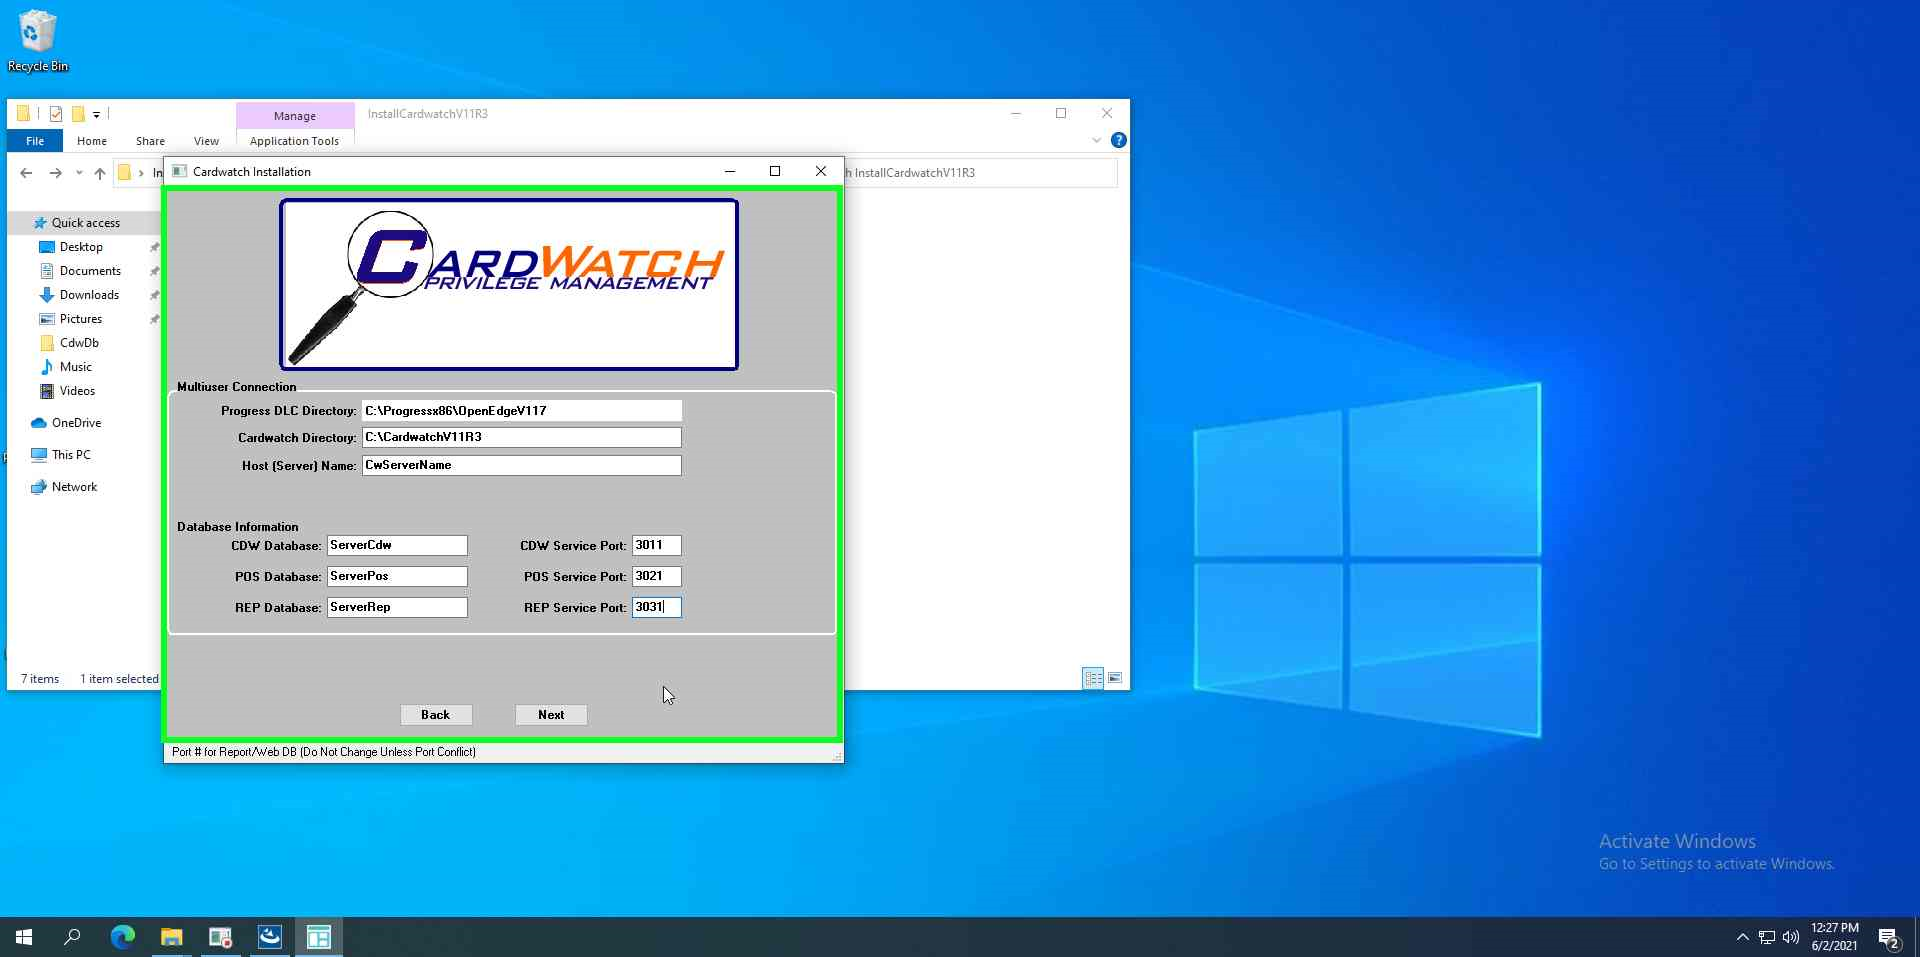 Recycle Bin
Manage
InstallCardwatchV11R3
File
Home
Share
View
Application Tools
?
In
h InstallCardwatchV11R3
Cardwatch Installation
Quick access
Desktop
Documents
Downloads
Pictures
CdwDb
Music
Videos
OneDrive
This PC
Network
7 items
1 item selected
CARDWATCH
PRIVILEGE MANAGEMENT
Multiuser Connection
Progress DLC Directory: C:\Progressx86\OpenEdgeV117
Cardwatch Directory: C:\CardwatchV11R3
Host (Server) Name: CwServerName
Database Information
CDW Database: ServerCdw CDW Service Port: 3011
POS Database: ServerPos POS Service Port: 3021
REP Database: ServerRep REP Service Port: 3031
Back
Next
Port # for Report/Web DB (Do Not Change Unless Port Conflict)
Activate Windows
Go to Settings to activate Windows.
12:27 PM
6/2/2021
2